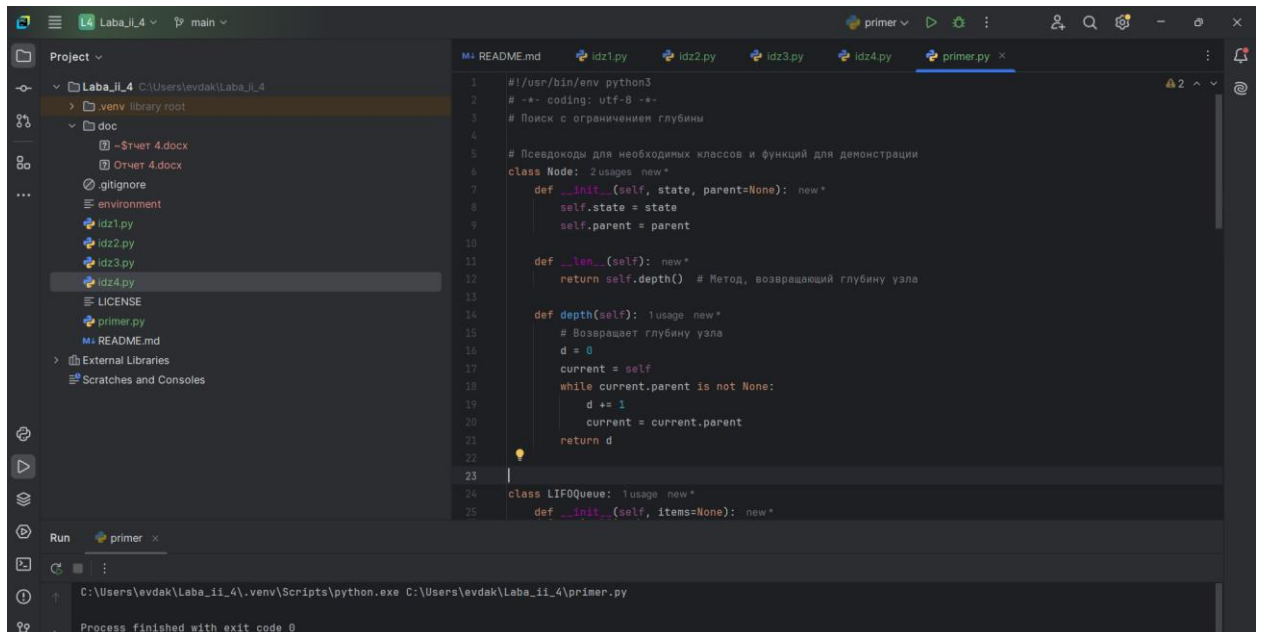 L4 Laba_ii_4 main primer
Project
Laba_ii_4 C:\Users\evdak\Laba_ii_4
.venv library root
doc
~$тчет 4.docx
Отчет 4.docx
.gitignore
environment
idz1.py
idz2.py
idz3.py
idz4.py
LICENSE
primer.py
M↓ README.md
External Libraries
Scratches and Consoles
M↓ README.md idz1.py idz2.py idz3.py idz4.py primer.py
2
1 #!/usr/bin/env python3
2 # -*- coding: utf-8 -*-
3 # Поиск с ограничением глубины
4
5 # Псевдокоды для необходимых классов и функций для демонстрации
6 class Node: 2 usages new *
7 def __init__(self, state, parent=None): new *
8 self.state = state
9 self.parent = parent
10
11 def __len__(self): new *
12 return self.depth() # Метод, возвращающий глубину узла
13
14 def depth(self): 1 usage new *
15 # Возвращает глубину узла
16 d = 0
17 current = self
18 while current.parent is not None:
19 d += 1
20 current = current.parent
21 return d
22
23
24 class LIFOQueue: 1 usage new *
25 def __init__(self, items=None): new *
Run primer
C:\Users\evdak\Laba_ii_4\.venv\Scripts\python.exe C:\Users\evdak\Laba_ii_4\primer.py
Process finished with exit code 0